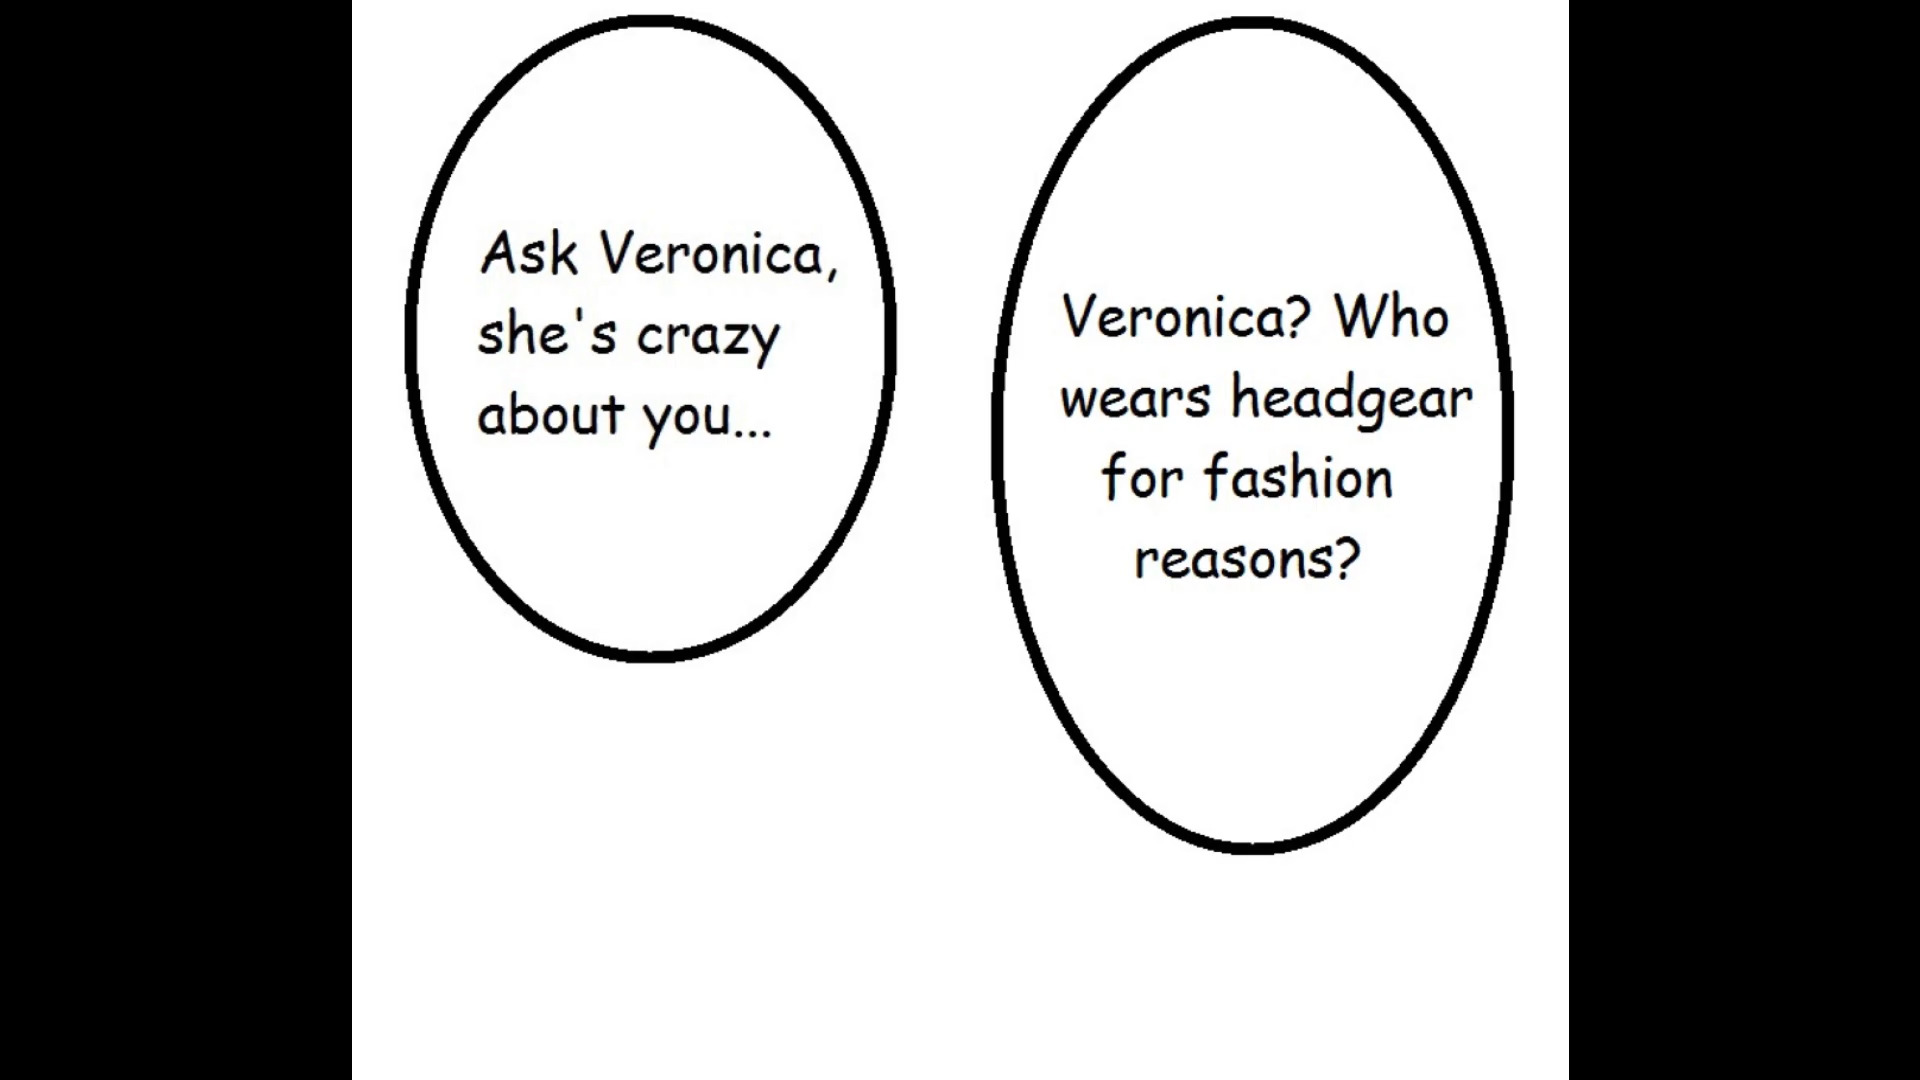 Ask Veronica,
she's crazy
about you...
Veronica? Who
wears headgear
for fashion
reasons?